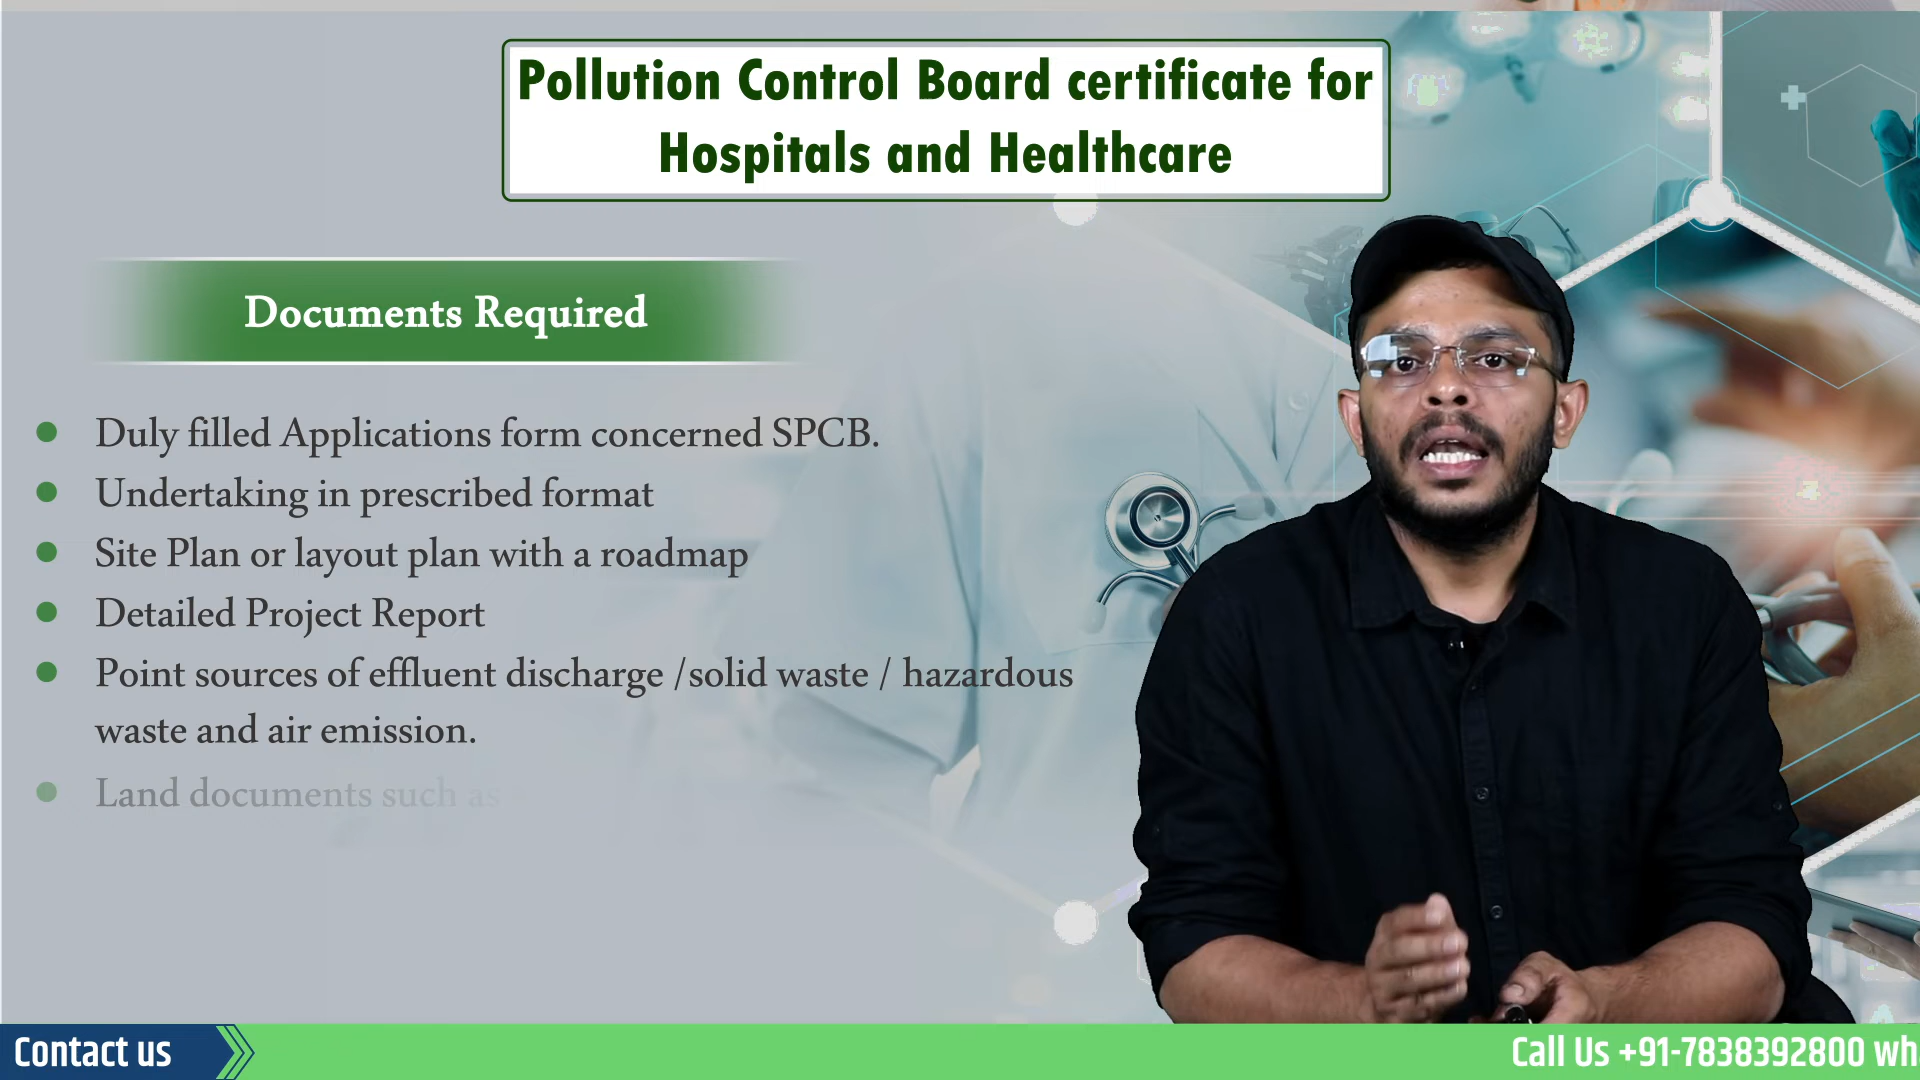 Pollution Control Board certificate for
Hospitals and Healthcare
Documents Required
Duly filled Applications form concerned SPCB.
Undertaking in prescribed format
Site Plan or layout plan with a roadmap
Detailed Project Report
Point sources of effluent discharge /solid waste / hazardous
waste and air emission.
Land documents such as
Contact us
Call Us +91-7838392800